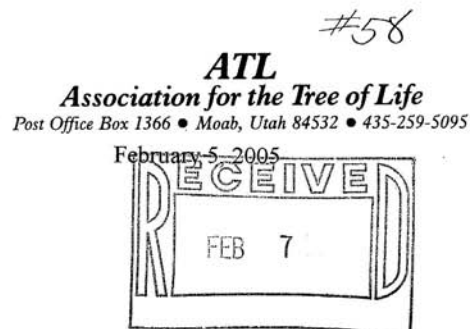 #58
ATL
Association for the Tree of Life
Post Office Box 1366 ● Moab, Utah 84532 ● 435-259-5095
February 5, 2005
RECEIVED
FEB 7